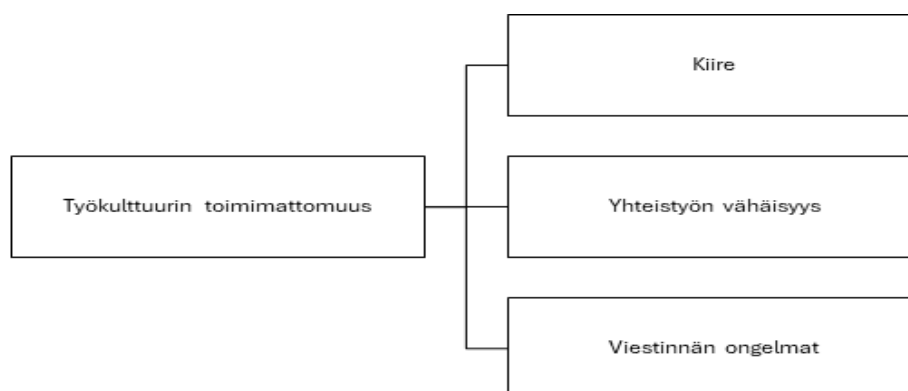 Kiire
Työkulttuurin toimimattomuus
Yhteistyön vähäisyys
Viestinnän ongelmat